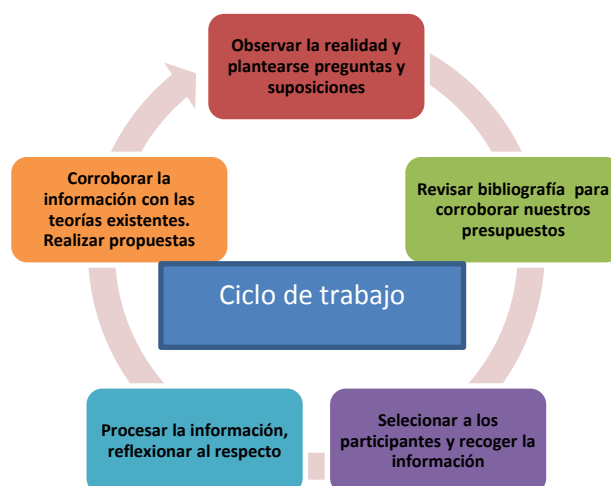 Observar la realidad y
plantearse preguntas y
suposiciones
Revisar bibliografía para
corroborar nuestros
presupuestos
Selecionar a los
participantes y recoger la
información
Procesar la información,
reflexionar al respecto
Corroborar la
información con las
teorías existentes.
Realizar propuestas
Ciclo de trabajo